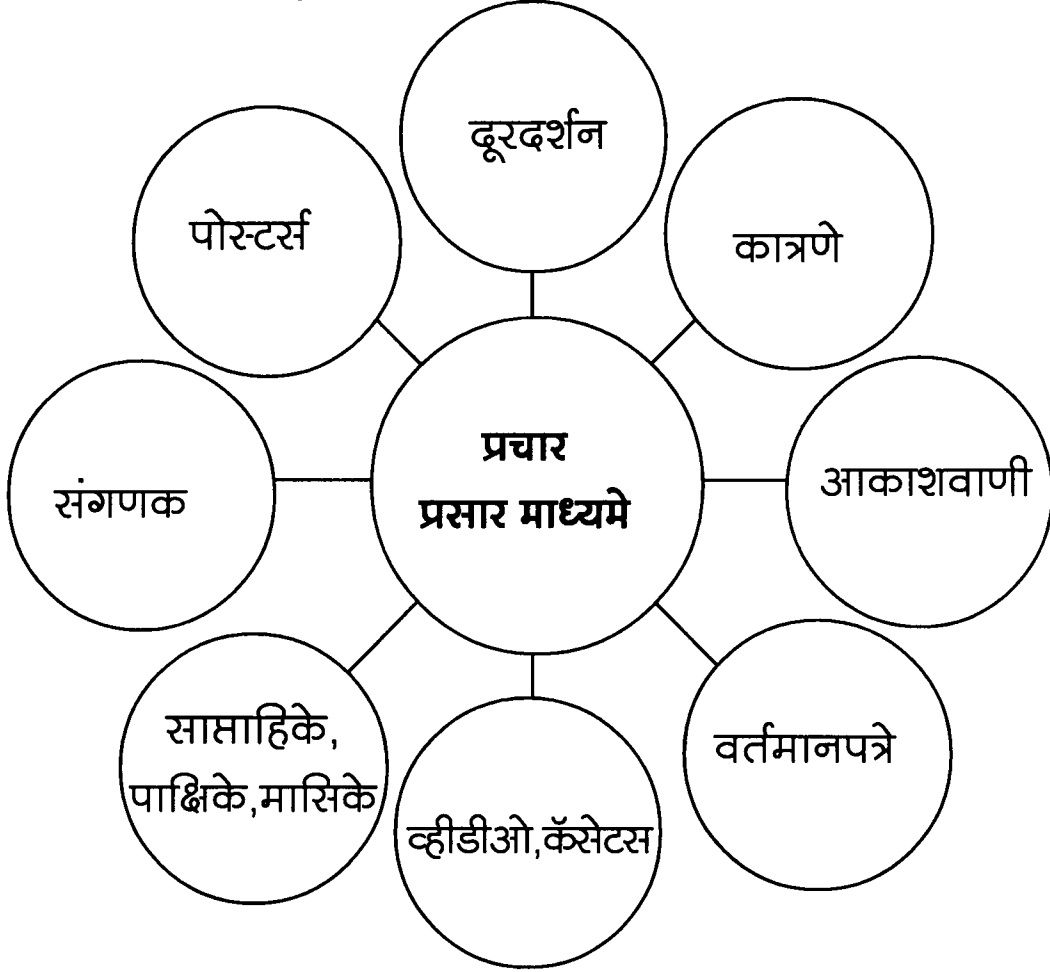 दूरदर्शन
पोस्टर्स
कात्रणे
प्रचार
प्रसार माध्यमे
संगणक
आकाशवाणी
साप्ताहिके,
पाक्षिके,मासिके
वर्तमानपत्रे
व्हीडीओ,कॅसेटस